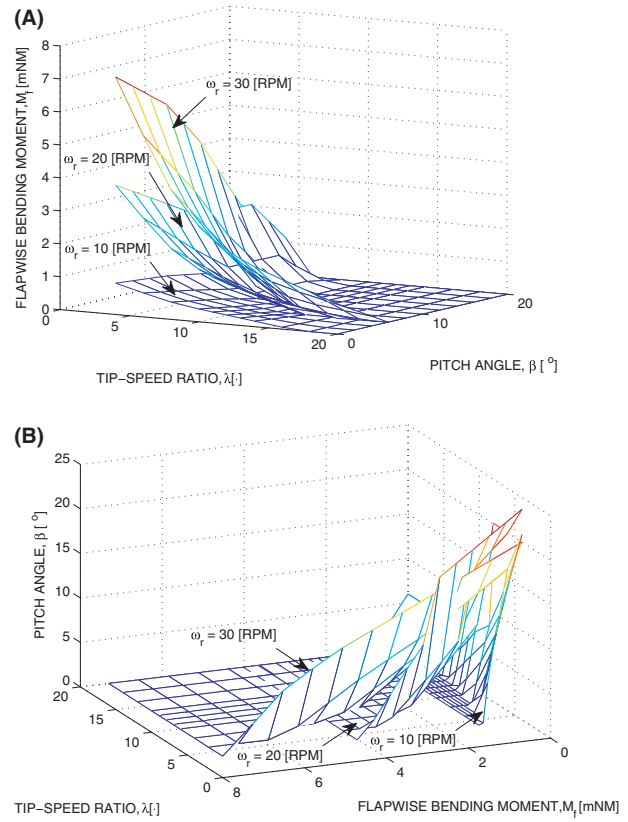 (A)
8
7
6
5
4
3
2
1
0
FLAPWISE BENDING MOMENT,M_f [mNM]
ω_r = 30 [RPM]
ω_r = 20 [RPM]
ω_r = 10 [RPM]
5
10
15
20
0
10
20
TIP−SPEED RATIO, λ[·]
PITCH ANGLE, β [ °]
(B)
25
20
15
10
5
0
PITCH ANGLE, β [ °]
ω_r = 30 [RPM]
ω_r = 20 [RPM]
ω_r = 10 [RPM]
20
15
10
5
0
8
6
4
2
0
TIP−SPEED RATIO, λ[·]
FLAPWISE BENDING MOMENT,M_f [mNM]